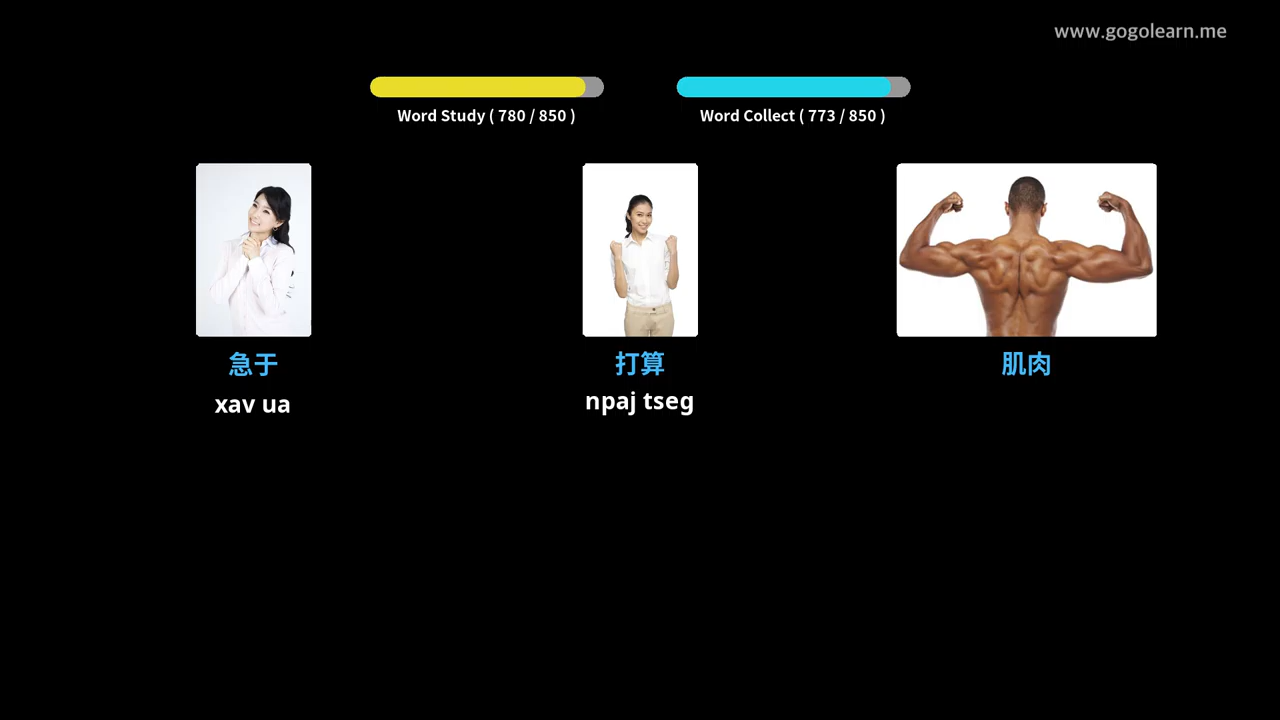 www.gogolearn.me
Word Study ( 780 / 850 )
Word Collect ( 773 / 850 )
急于
打算
肌肉
xav ua
npaj tseg